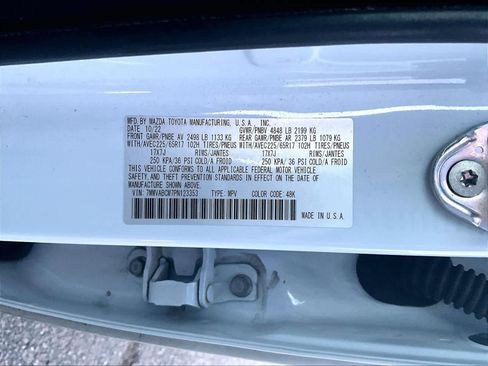 MFD. BY MAZDA TOYOTA MANUFACTURING, U.S.A., INC.
DATE: 10/22 GVWR/PNBV 4848 LB 2199 KG
FRONT GAWR/PNBE AV 2498 LB 1133 KG REAR GAWR/PNBE AR 2379 LB 1079 KG
WITH/AVEC225/65R17 102H TIRES/PNEUS WITH/AVEC225/65R17 102H TIRES/PNEUS
17X7J RIMS/JANTES 17X7J RIMS/JANTES
250 KPA/36 PSI COLD/A FROID 250 KPA/36 PSI COLD/A FROID
THIS VEHICLE CONFORMS TO ALL APPLICABLE FEDERAL MOTOR VEHICLE
SAFETY, AND THEFT PREVENTION STANDARDS IN EFFECT ON THE DATE OF
MANUFACTURE SHOWN ABOVE.
VIN: 7MMVABCM7PN123353 TYPE: MPV COLOR CODE: 48K
MADE IN U.S.A.